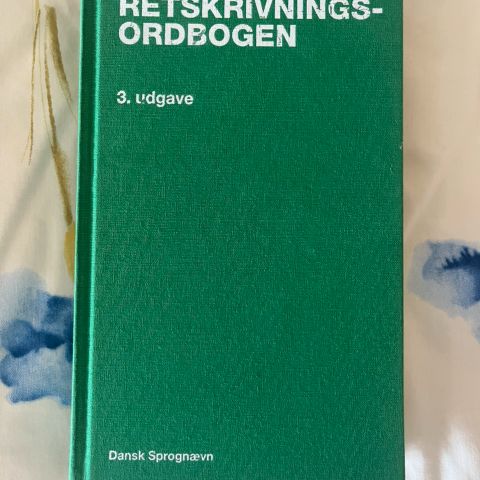 RETSKRIVNINGS-
ORDBOGEN
3. udgave
Dansk Sprognævn